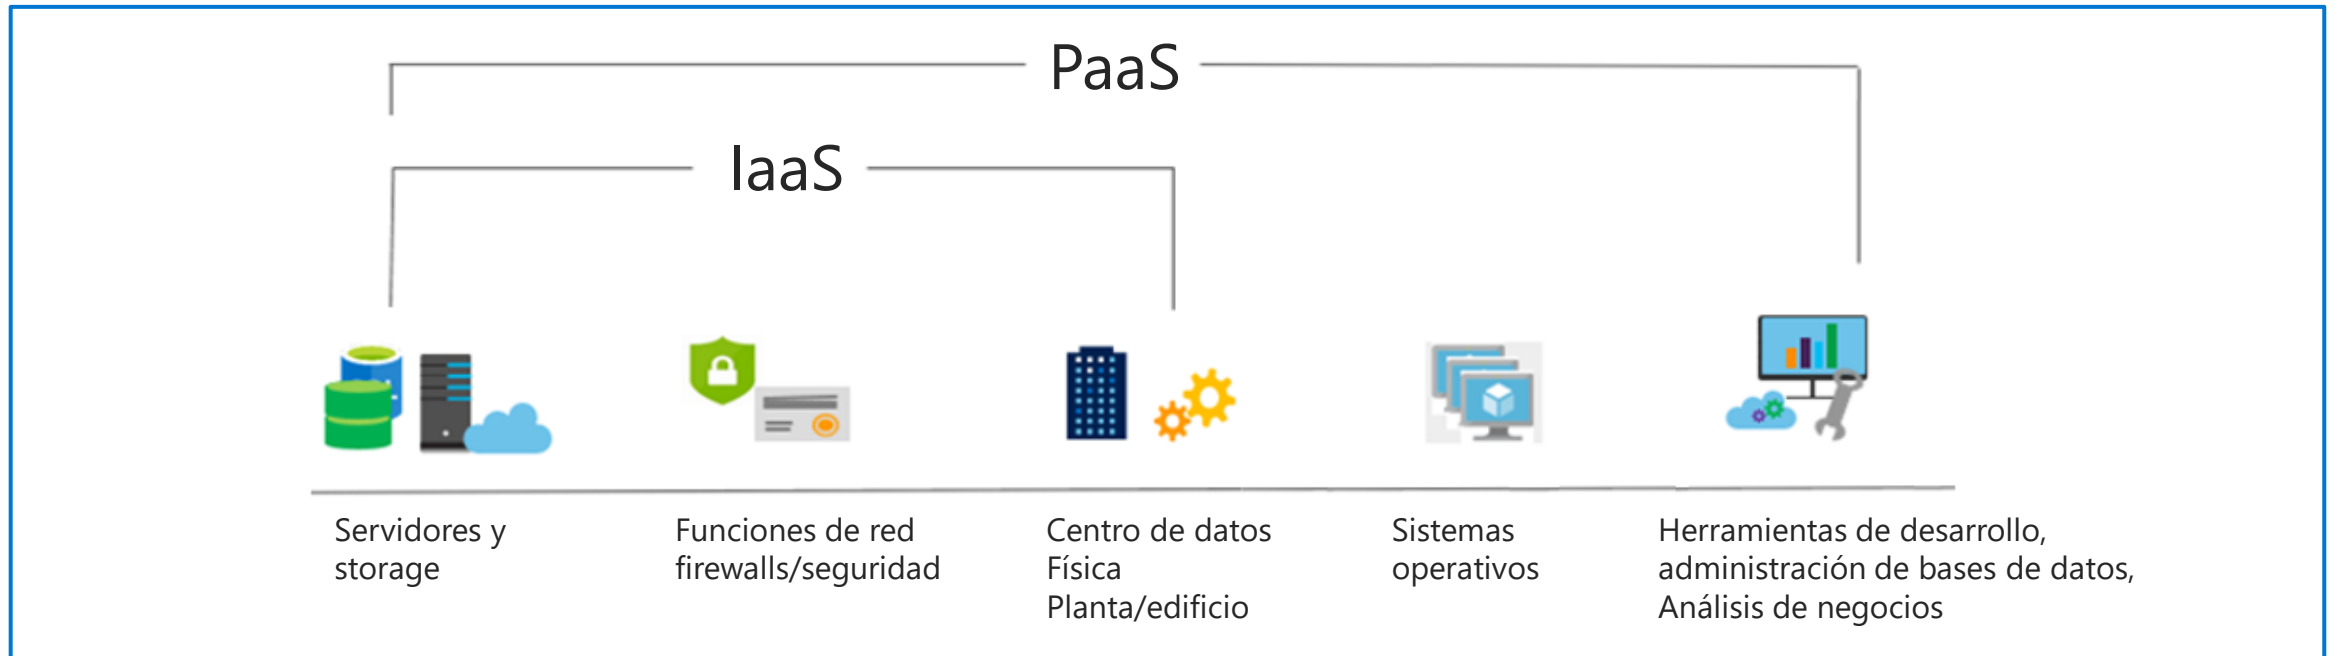 PaaS
IaaS
Servidores y
storage
Funciones de red
firewalls/seguridad
Centro de datos
Física
Planta/edificio
Sistemas
operativos
Herramientas de desarrollo,
administración de bases de datos,
Análisis de negocios